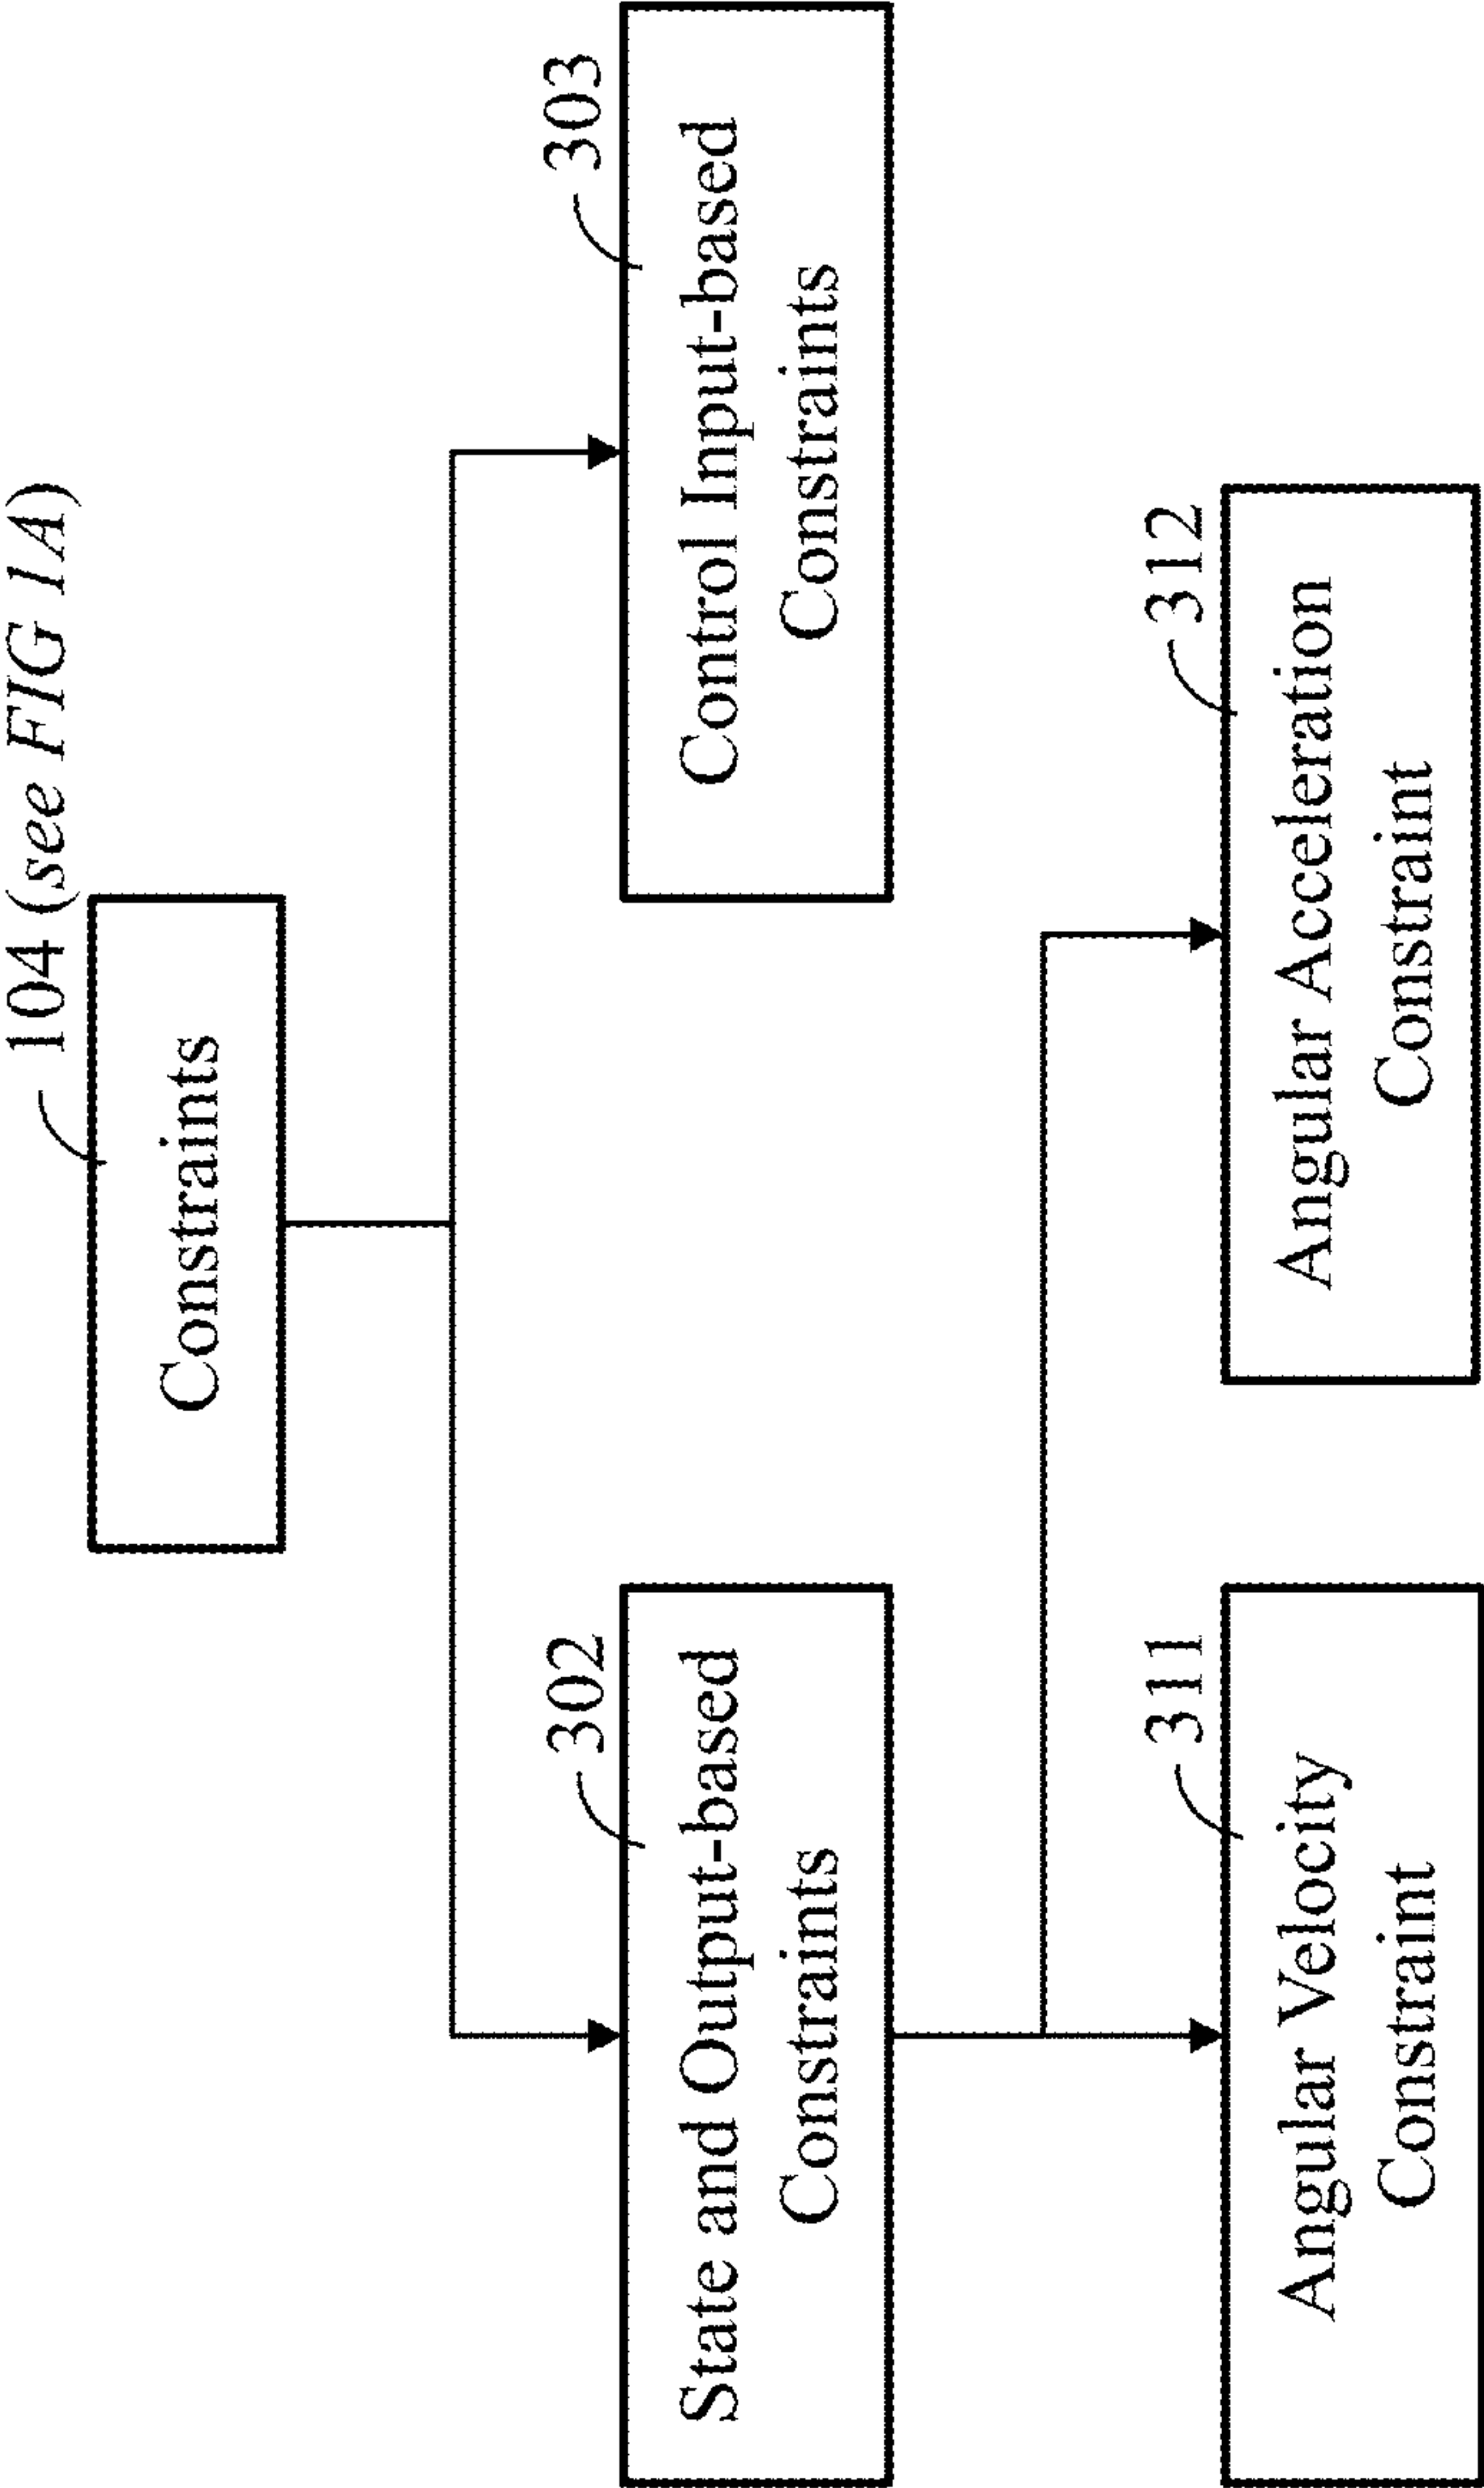 104 (see FIG 1A)
Constraints
302
State and Output-based
Constraints
303
Control Input-based
Constraints
311
Angular Velocity
Constraint
312
Angular Acceleration
Constraint